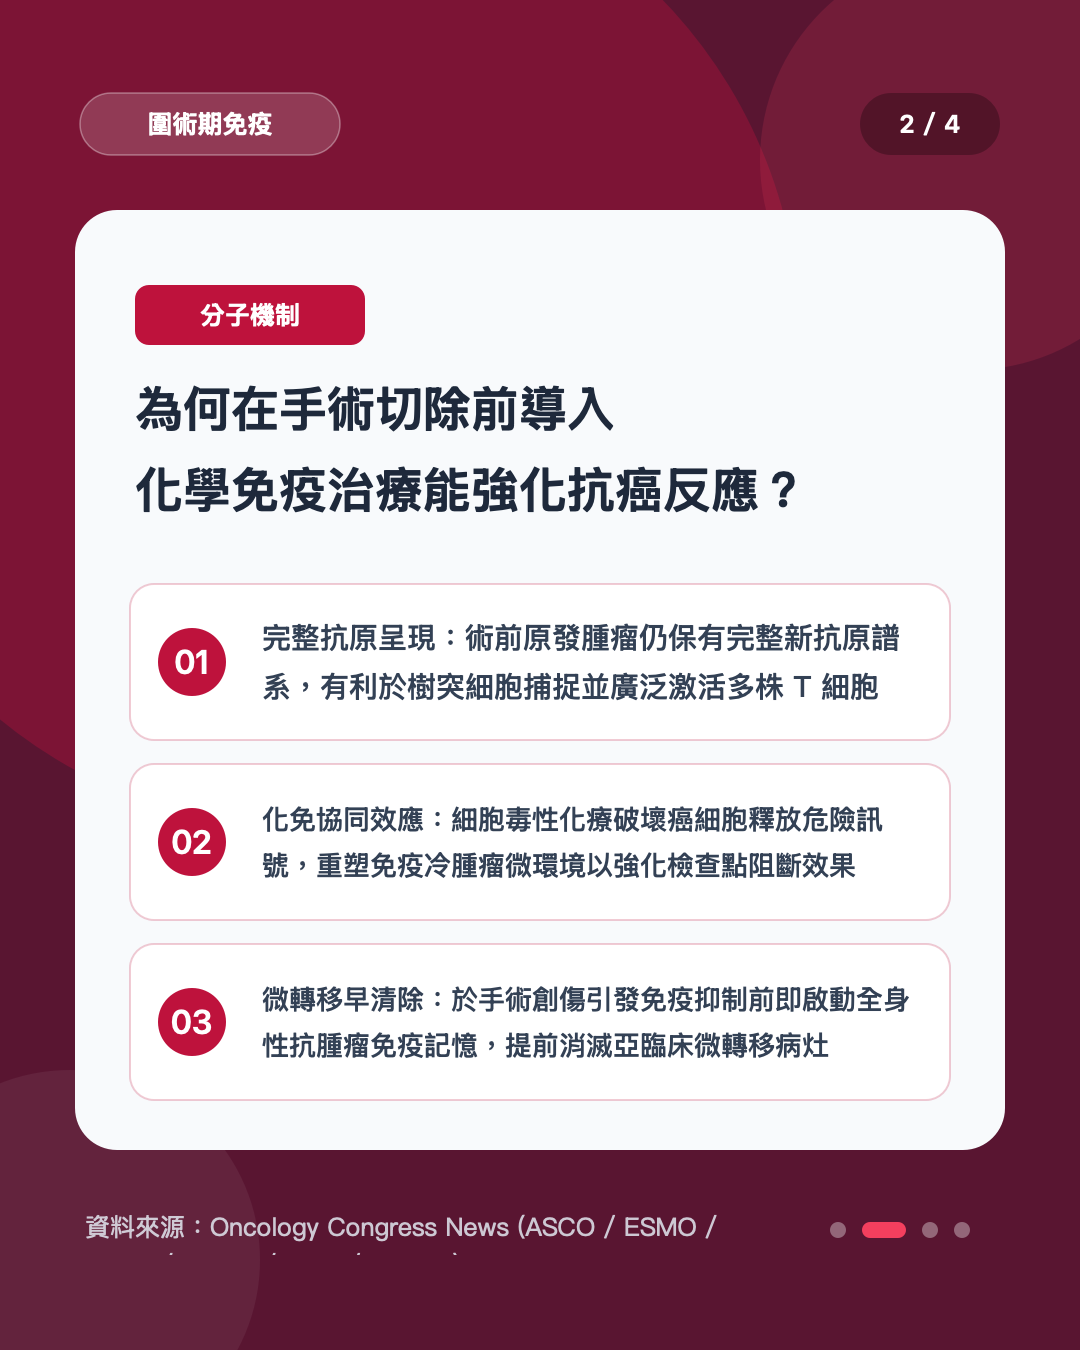 圍術期免疫
2 / 4
分子機制
為何在手術切除前導入
化學免疫治療能強化抗癌反應？
01
完整抗原呈現：術前原發腫瘤仍保有完整新抗原譜
系，有利於樹突細胞捕捉並廣泛激活多株 T 細胞
02
化免協同效應：細胞毒性化療破壞癌細胞釋放危險訊
號，重塑免疫冷腫瘤微環境以強化檢查點阻斷效果
03
微轉移早清除：於手術創傷引發免疫抑制前即啟動全身
性抗腫瘤免疫記憶，提前消滅亞臨床微轉移病灶
資料來源：Oncology Congress News (ASCO / ESMO /